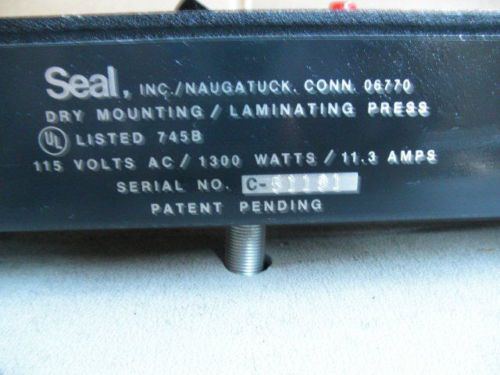 Seal, INC./NAUGATUCK, CONN. 06770
DRY MOUNTING / LAMINATING PRESS
UL LISTED 745B
115 VOLTS AC / 1300 WATTS / 11.3 AMPS
SERIAL NO.
PATENT PENDING